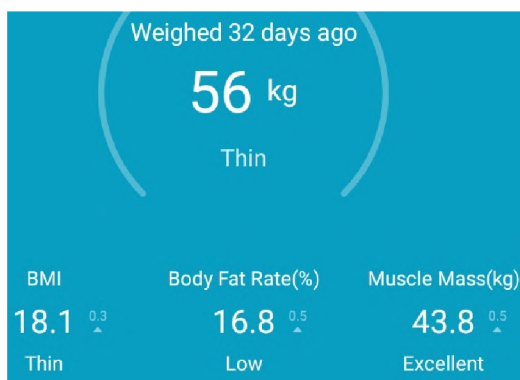 Weighed 32 days ago
56 kg
Thin
BMI Body Fat Rate(%) Muscle Mass(kg)
18.1 0.3 16.8 0.5 43.8 0.5
Thin Low Excellent